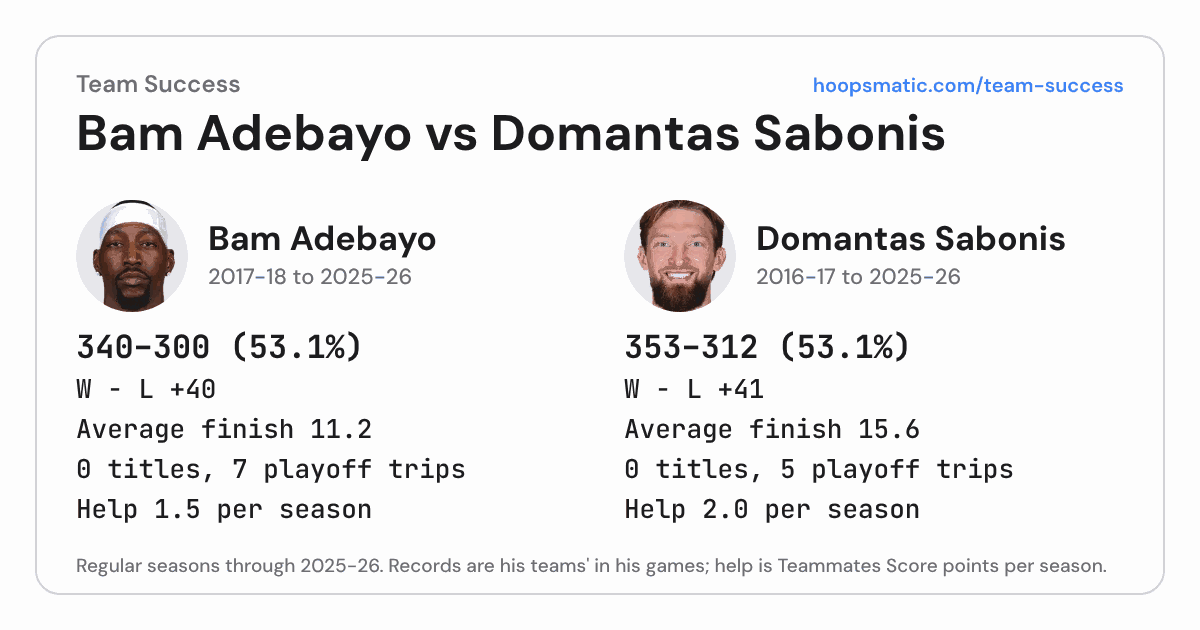 Team Success
hoopsmatic.com/team-success
Bam Adebayo vs Domantas Sabonis
Bam Adebayo
2017-18 to 2025-26
340-300 (53.1%)
W - L +40
Average finish 11.2
0 titles, 7 playoff trips
Help 1.5 per season
Domantas Sabonis
2016-17 to 2025-26
353-312 (53.1%)
W - L +41
Average finish 15.6
0 titles, 5 playoff trips
Help 2.0 per season
Regular seasons through 2025-26. Records are his teams' in his games; help is Teammates Score points per season.